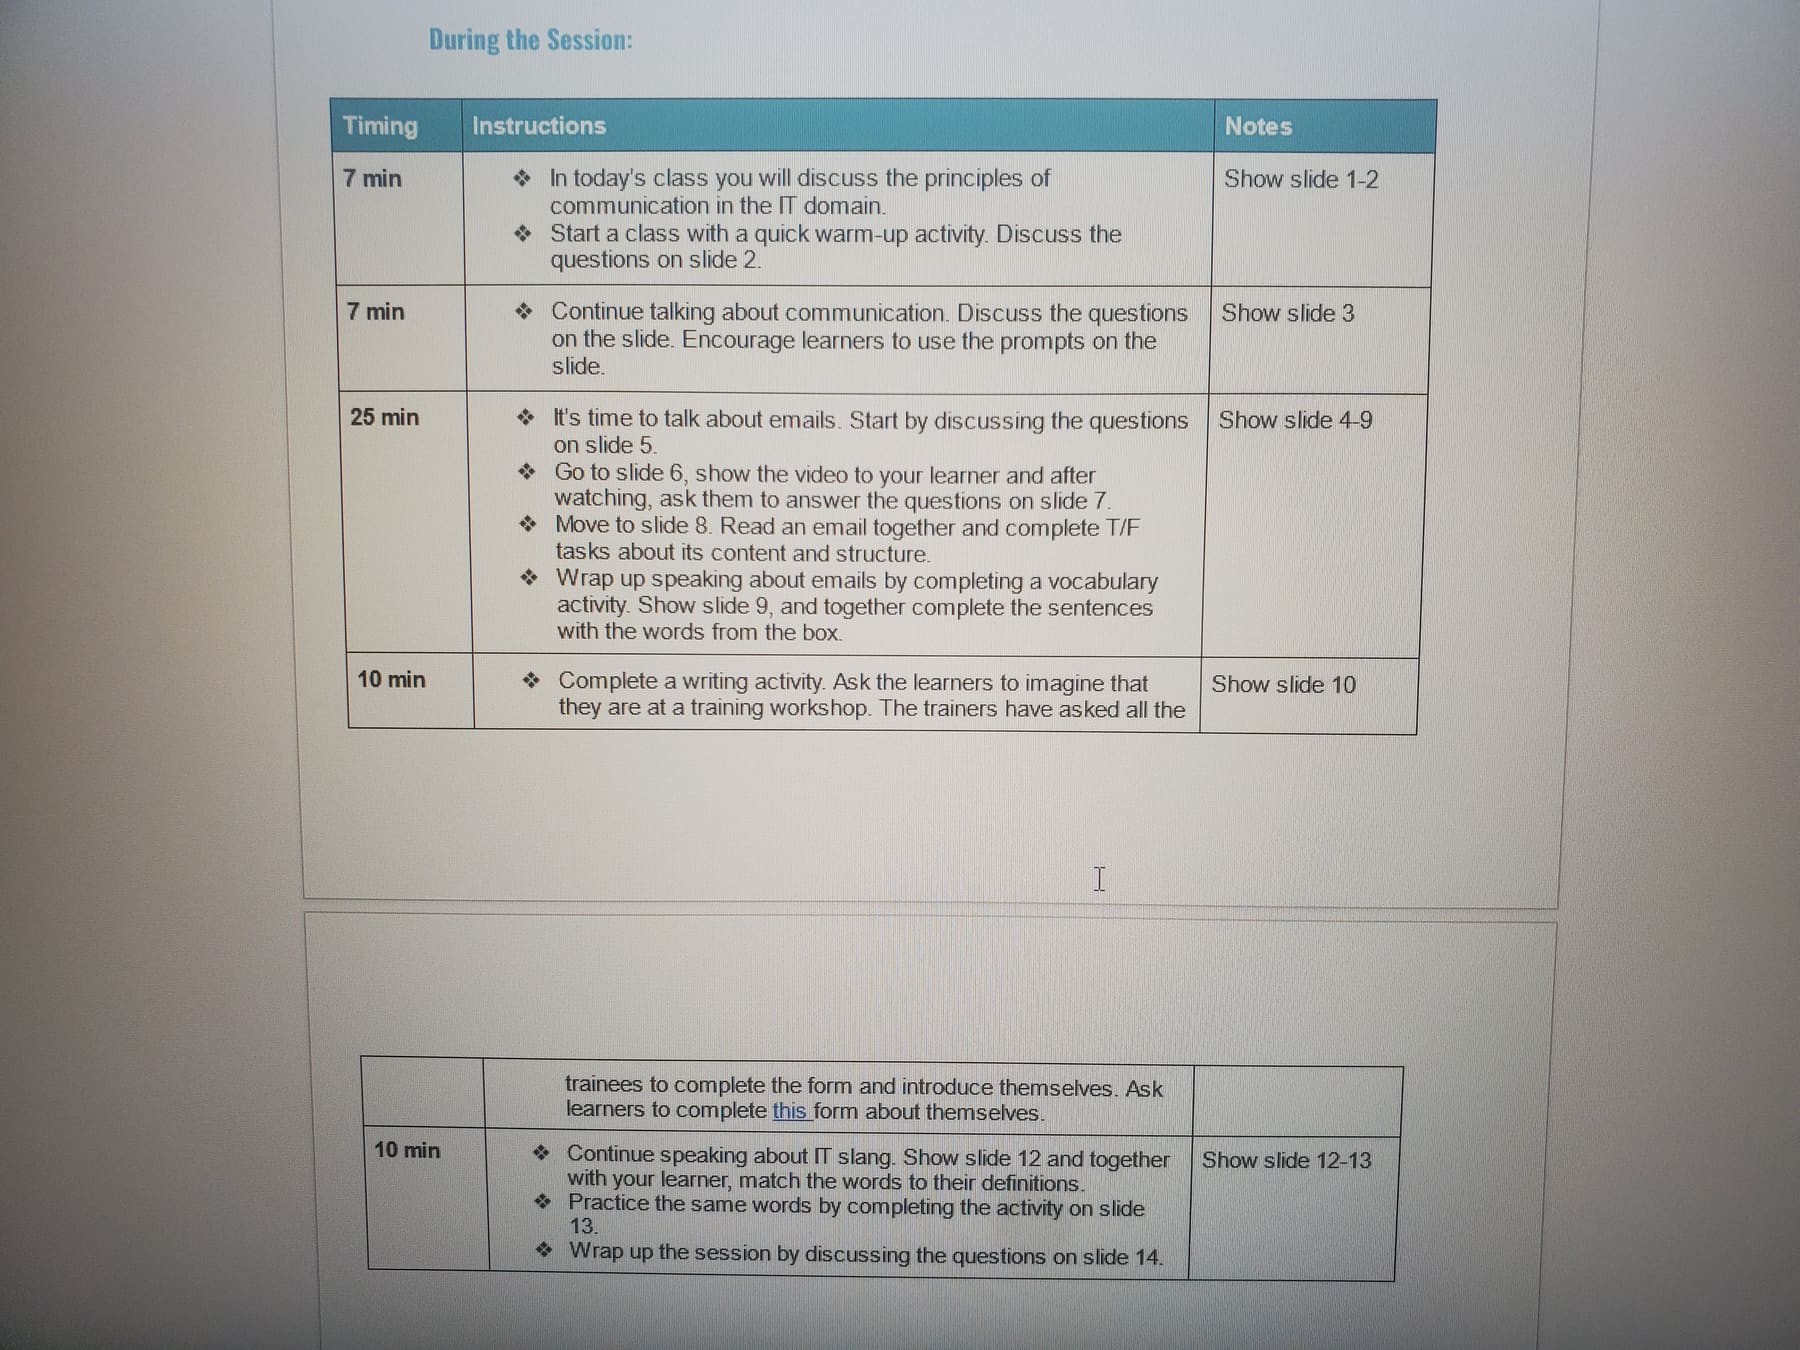 During the Session:
Timing Instructions Notes
7 min ❖ In today's class you will discuss the principles of Show slide 1-2
communication in the IT domain.
❖ Start a class with a quick warm-up activity. Discuss the
questions on slide 2.
7 min ❖ Continue talking about communication. Discuss the questions Show slide 3
on the slide. Encourage learners to use the prompts on the
slide.
25 min ❖ It's time to talk about emails. Start by discussing the questions Show slide 4-9
on slide 5.
❖ Go to slide 6, show the video to your learner and after
watching, ask them to answer the questions on slide 7.
❖ Move to slide 8. Read an email together and complete T/F
tasks about its content and structure.
❖ Wrap up speaking about emails by completing a vocabulary
activity. Show slide 9, and together complete the sentences
with the words from the box.
10 min ❖ Complete a writing activity. Ask the learners to imagine that Show slide 10
they are at a training workshop. The trainers have asked all the
trainees to complete the form and introduce themselves. Ask
learners to complete this form about themselves.
10 min ❖ Continue speaking about IT slang. Show slide 12 and together Show slide 12-13
with your learner, match the words to their definitions.
❖ Practice the same words by completing the activity on slide
13.
❖ Wrap up the session by discussing the questions on slide 14.